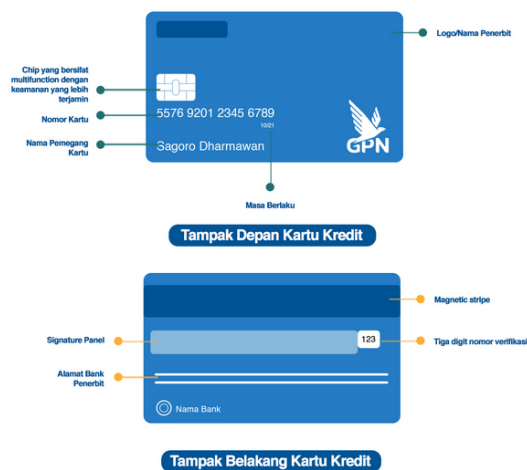 Logo/Nama Penerbit
Chip yang bersifat
multifunction dengan
keamanan yang lebih
terjamin
Nomor Kartu
5576 9201 2345 6789
10/21
Nama Pemegang
Kartu
Sagoro Dharmawan
GPN
Masa Berlaku
Tampak Depan Kartu Kredit
Magnetic stripe
Signature Panel
123
Tiga digit nomor verifikasi
Alamat Bank
Penerbit
Nama Bank
Tampak Belakang Kartu Kredit